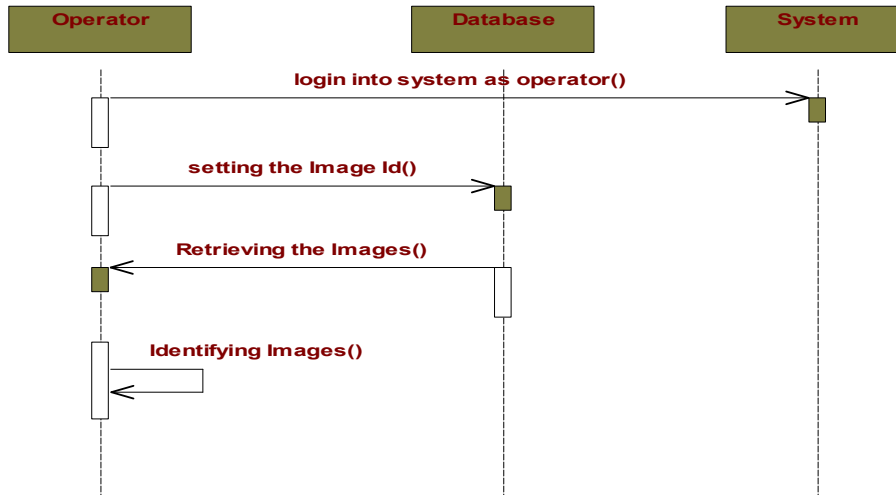 Operator
Database
System
login into system as operator()
setting the Image Id()
Retrieving the Images()
Identifying Images()